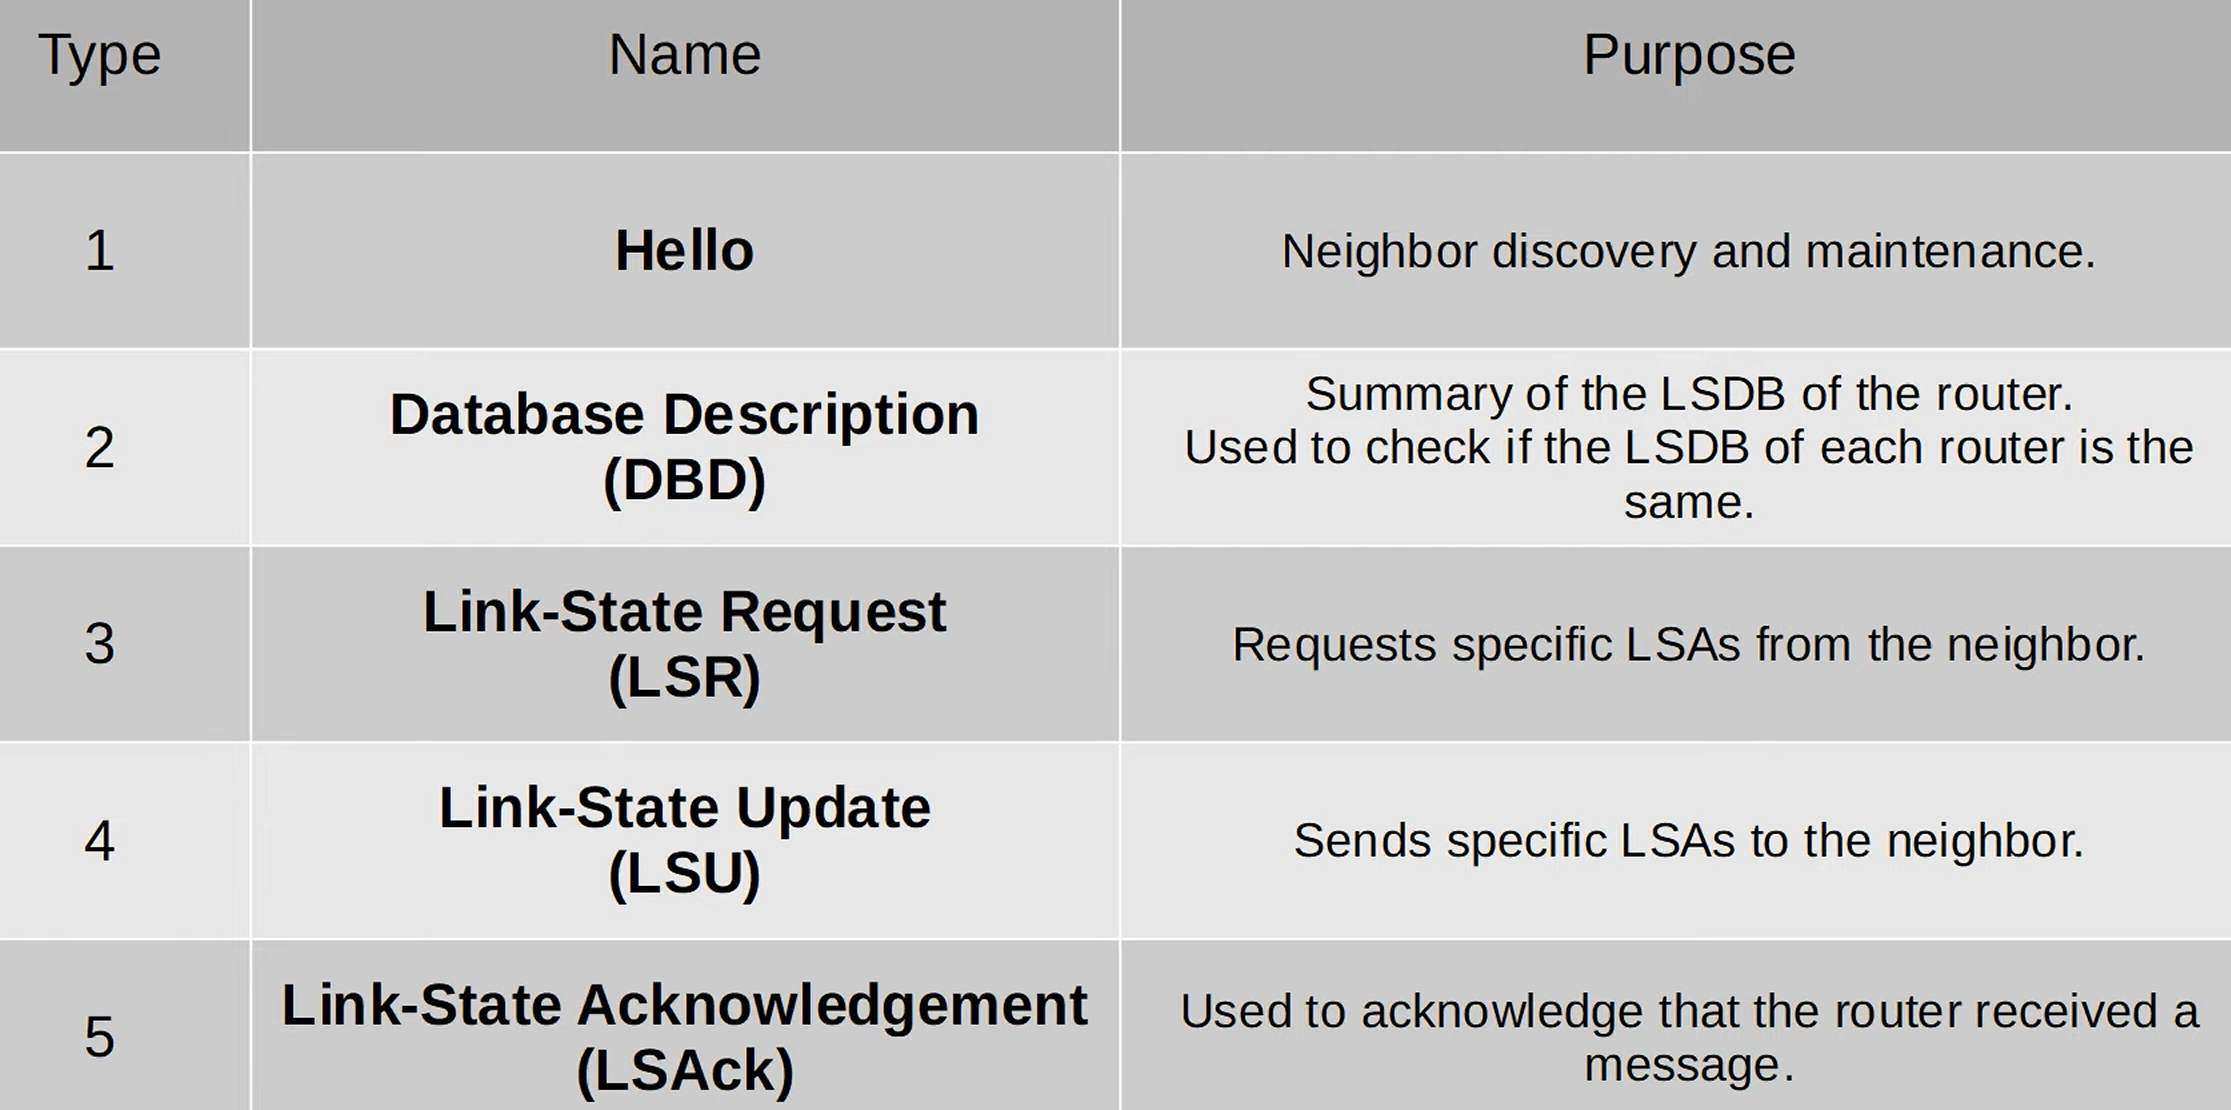 Type
Name
Purpose
1
Hello
Neighbor discovery and maintenance.
2
Database Description
(DBD)
Summary of the LSDB of the router.
Used to check if the LSDB of each router is the
same.
3
Link-State Request
(LSR)
Requests specific LSAs from the neighbor.
4
Link-State Update
(LSU)
Sends specific LSAs to the neighbor.
5
Link-State Acknowledgement
(LSAck)
Used to acknowledge that the router received a
message.